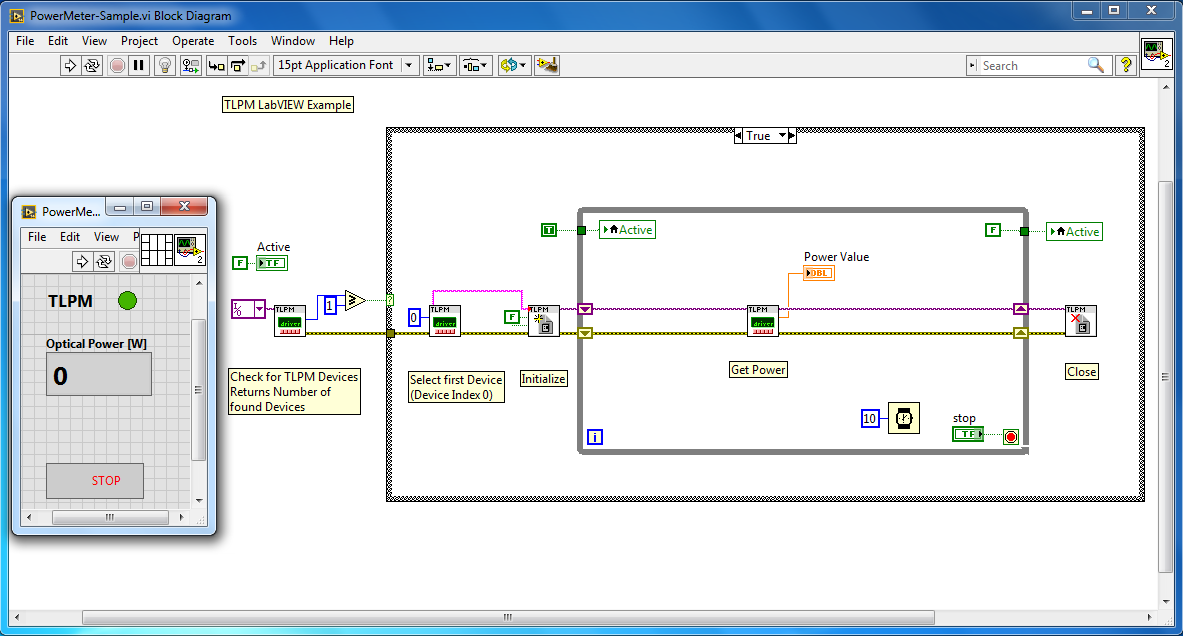 PowerMeter-Sample.vi Block Diagram
File Edit View Project Operate Tools Window Help
15pt Application Font
Search
?
2
TLPM LabVIEW Example
True
PowerMe...
File Edit View P
2
TLPM
Optical Power [W]
0
STOP
Active
F TF
I/0
TLPM
driver
1
?
Check for TLPM Devices
Returns Number of
found Devices
0
TLPM
driver
Select first Device
(Device Index 0)
F
TLPM
Initialize
T
Active
Power Value
DBL
TLPM
driver
Get Power
10
stop
TF
i
F
Active
TLPM
Close